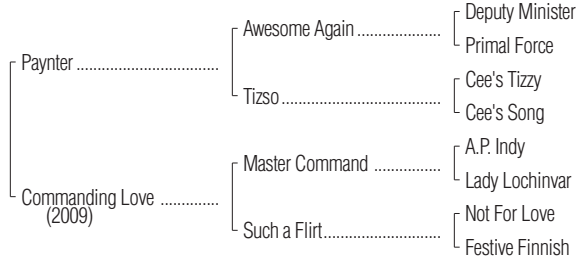 Deputy Minister
Awesome Again ...................
Primal Force
Paynter .................................
Cee's Tizzy
Tizso .....................................
Cee's Song
A.P. Indy
Master Command ................
Lady Lochinvar
Commanding Love .............
(2009)
Not For Love
Such a Flirt...........................
Festive Finnish